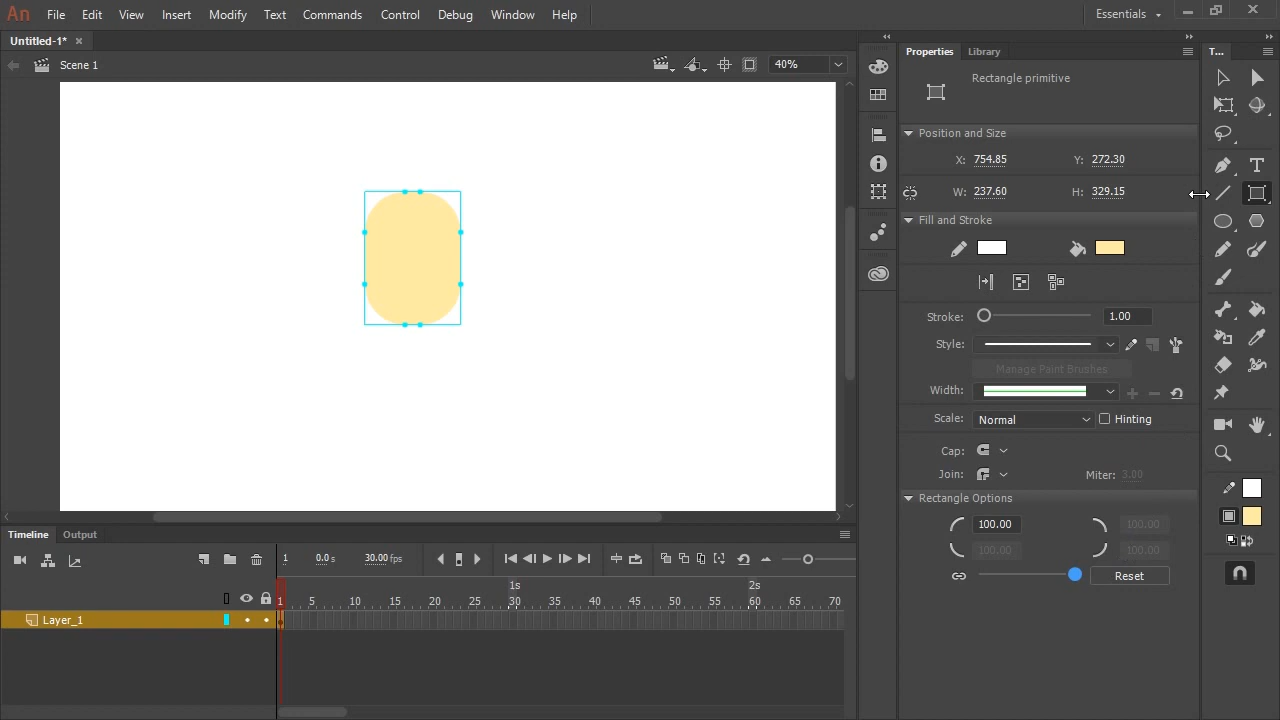 An File Edit View Insert Modify Text Commands Control Debug Window Help Essentials
Untitled-1*
Scene 1 40%
Properties Library T...
Rectangle primitive
Position and Size
X: 754.85 Y: 272.30
W: 237.60 H: 329.15
Fill and Stroke
Stroke: 1.00
Style:
Manage Paint Brushes
Width:
Scale: Normal Hinting
Cap:
Join: Miter: 3.00
Rectangle Options
100.00 100.00
100.00 100.00
Reset
Timeline Output
1 0.0 s 30.00 fps
1s 2s
1 5 10 15 20 25 30 35 40 45 50 55 60 65 70
Layer_1